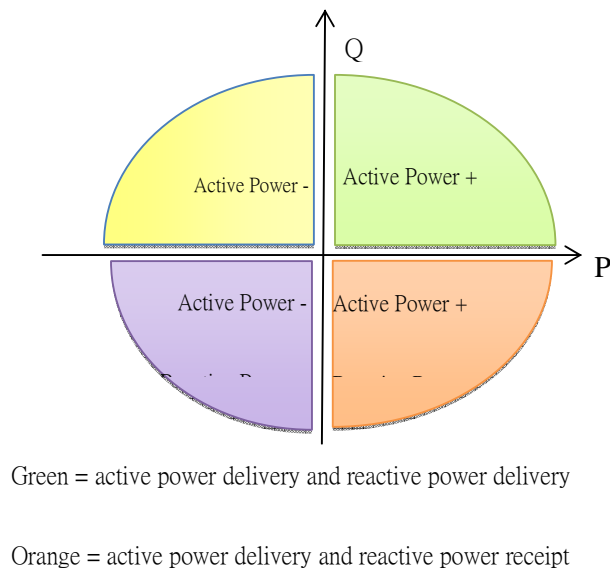 Q
Active Power - Active Power +
P
Active Power - Active Power +
Green = active power delivery and reactive power delivery
Orange = active power delivery and reactive power receipt